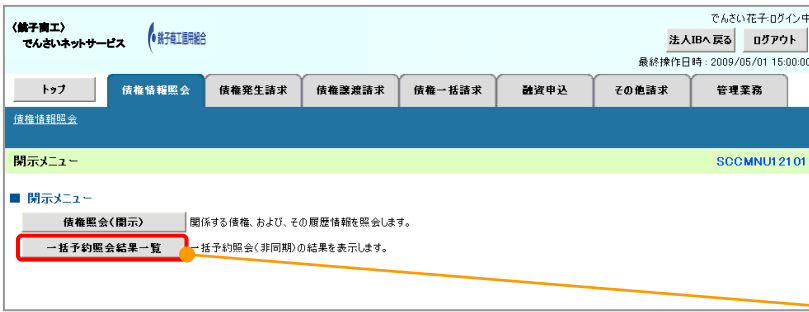 〈銚子商工〉
でんさいネットサービス
銚子商工信用組合
でんさい花子:ログイン中
法人IBへ戻る
ログアウト
最終操作日時:2009/05/01 15:00:00
トップ
債権情報照会
債権発生請求
債権譲渡請求
債権一括請求
融資申込
その他請求
管理業務
債権情報照会
開示メニュー
SCCMNU12101
■ 開示メニュー
債権照会(開示)
関係する債権、および、その履歴情報を照会します。
一括予約照会結果一覧
一括予約照会(非同期)の結果を表示します。